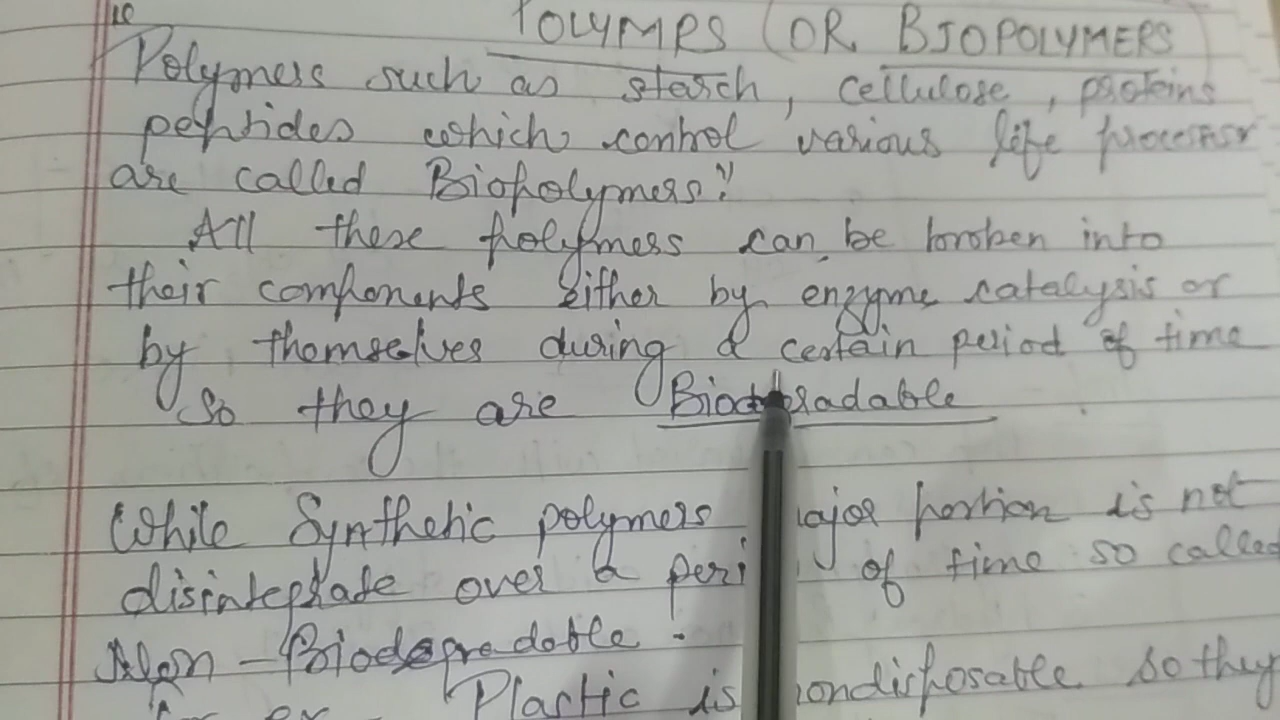 POLYMRS (OR BIOPOLYMERS
Polymers such as starch, cellulose, proteins
peptides which control various life processer
are called Biopolymers"
All these polymers can be broken into
their components Either by enzyme catalysis or
by themselves during a certain period of time
So they are Biodegradable
While Synthetic polymers major portion is not
disintegrate over a period of time so called
Non-Biodegradable.
Plastic is nondisposable so they